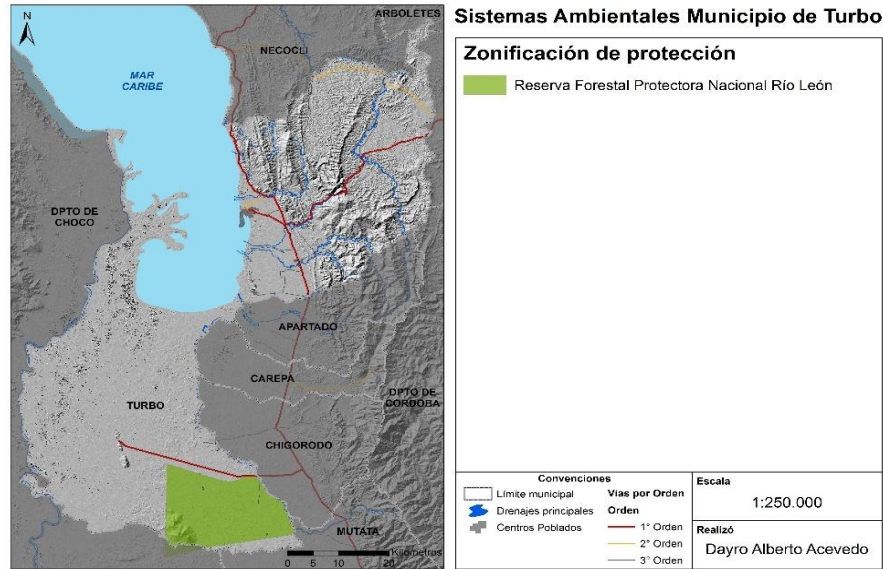 Sistemas Ambientales Municipio de Turbo
Zonificación de protección
Reserva Forestal Protectora Nacional Río León
N
ARBOLETES
NECOCLI
MAR
CARIBE
DPTO DE
CHOCO
APARTADO
CAREPA
DPTO DE
CORDOBA
TURBO
CHIGORODO
MUTATA
Kilometros
0 5 10 20
Convenciones
Límite municipal
Drenajes principales
Centros Poblados
Vias por Orden
Orden
1° Orden
2° Orden
3° Orden
Escala
1:250.000
Realizó
Dayro Alberto Acevedo